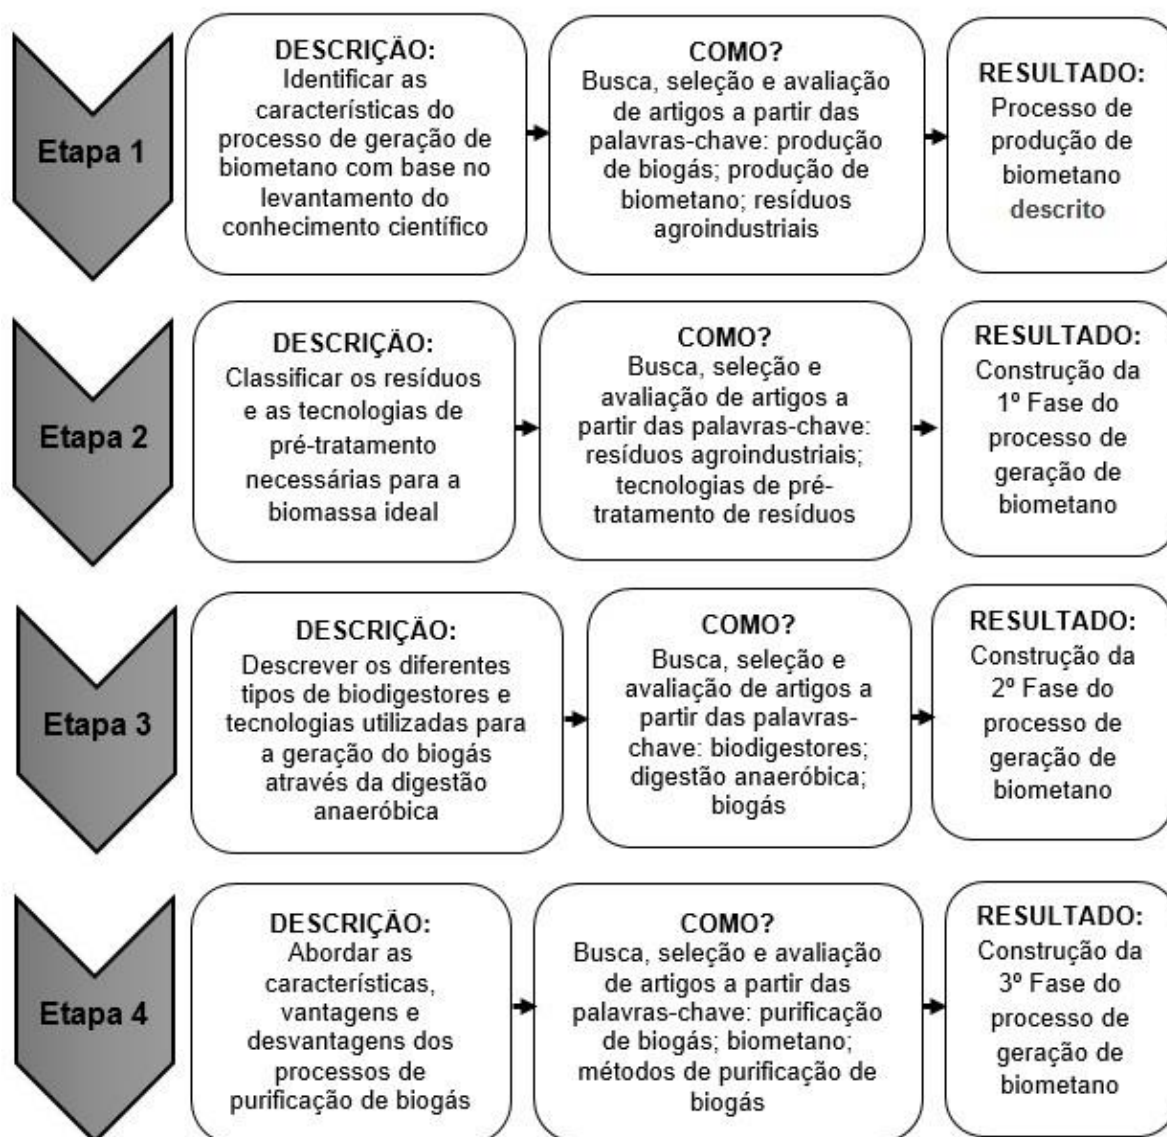 Etapa 1
DESCRIÇÃO:
Identificar as
características do
processo de geração de
biometano com base no
levantamento do
conhecimento científico
COMO?
Busca, seleção e avaliação
de artigos a partir das
palavras-chave: produção
de biogás; produção de
biometano; resíduos
agroindustriais
RESULTADO:
Processo de
produção de
biometano
descrito
Etapa 2
DESCRIÇÃO:
Classificar os resíduos
e as tecnologias de
pré-tratamento
necessárias para a
biomassa ideal
COMO?
Busca, seleção e
avaliação de artigos a
partir das palavras-chave:
resíduos agroindustriais;
tecnologias de pré-
tratamento de resíduos
RESULTADO:
Construção da
1º Fase do
processo de
geração de
biometano
Etapa 3
DESCRIÇÃO:
Descrever os diferentes
tipos de biodigestores e
tecnologias utilizadas para
a geração do biogás
através da digestão
anaeróbica
COMO?
Busca, seleção e
avaliação de artigos a
partir das palavras-
chave: biodigestores;
digestão anaeróbica;
biogás
RESULTADO:
Construção da
2º Fase do
processo de
geração de
biometano
Etapa 4
DESCRIÇÃO:
Abordar as
características,
vantagens e
desvantagens dos
processos de
purificação de biogás
COMO?
Busca, seleção e avaliação
de artigos a partir das
palavras-chave: purificação
de biogás; biometano;
métodos de purificação de
biogás
RESULTADO:
Construção da
3º Fase do
processo de
geração de
biometano